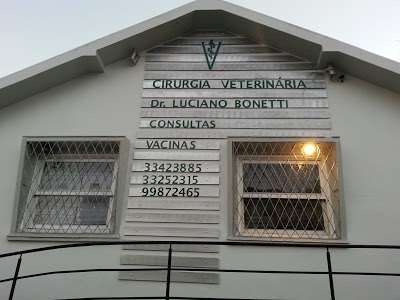 V
CIRURGIA VETERINÁRIA
Dr. LUCIANO BONETTI
CONSULTAS
VACINAS
33423885
33252315
99872465